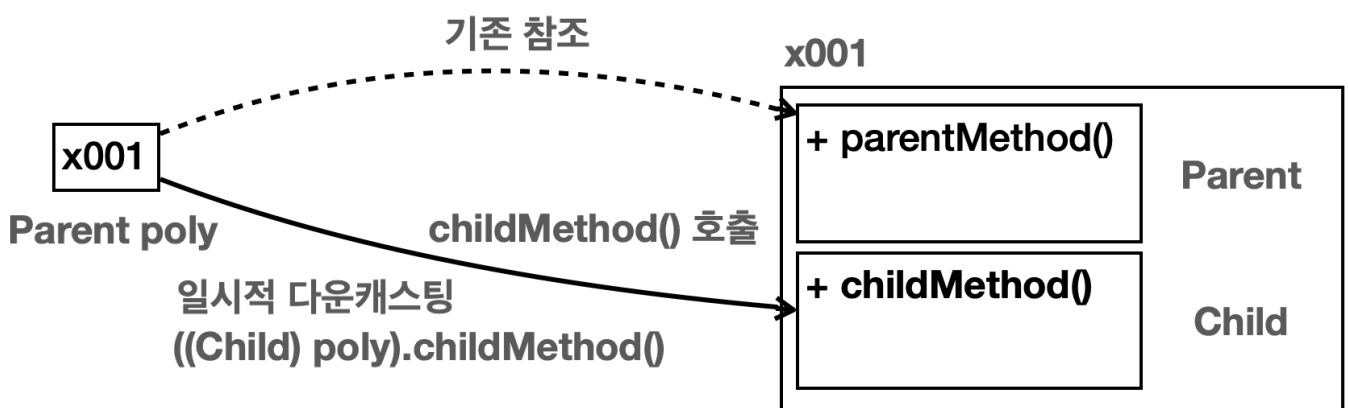 기존 참조
x001
+ parentMethod()
x001
Parent
Parent poly
childMethod() 호출
일시적 다운캐스팅
((Child) poly).childMethod()
+ childMethod()
Child